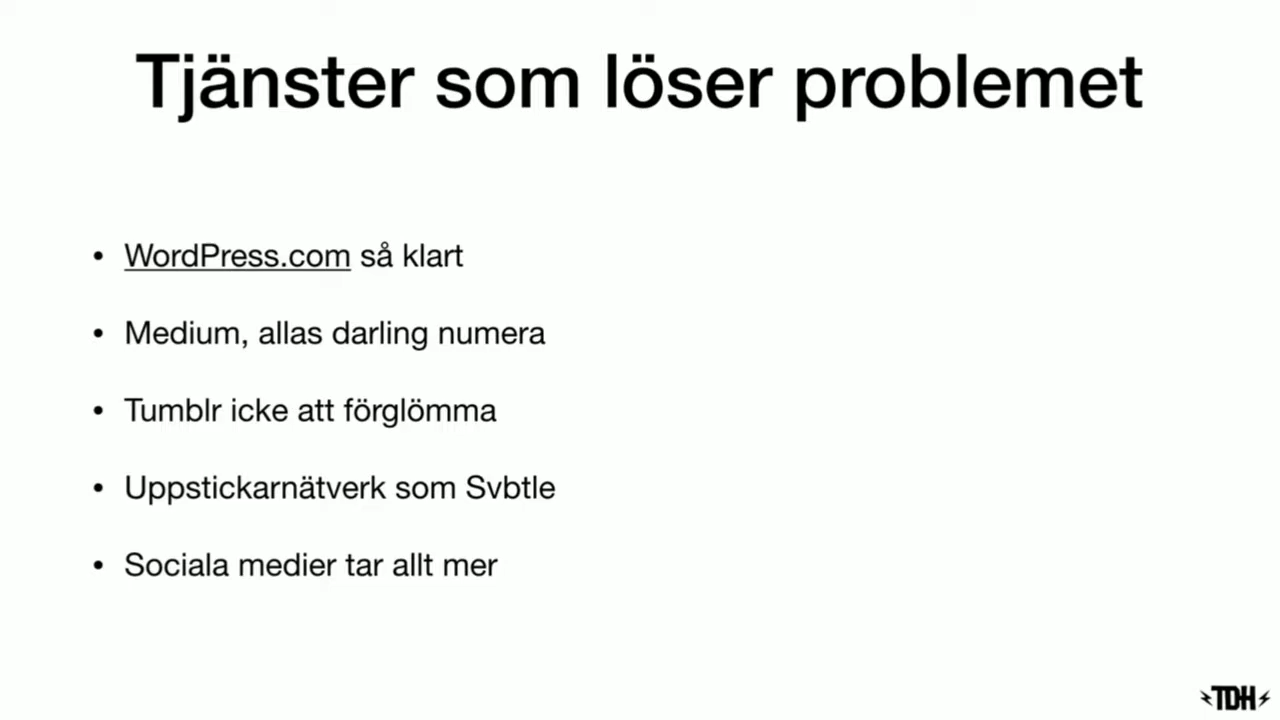 Tjänster som löser problemet
• WordPress.com så klart
• Medium, allas darling numera
• Tumblr icke att förglömma
• Uppstickarnätverk som Svbtle
• Sociala medier tar allt mer
TDH